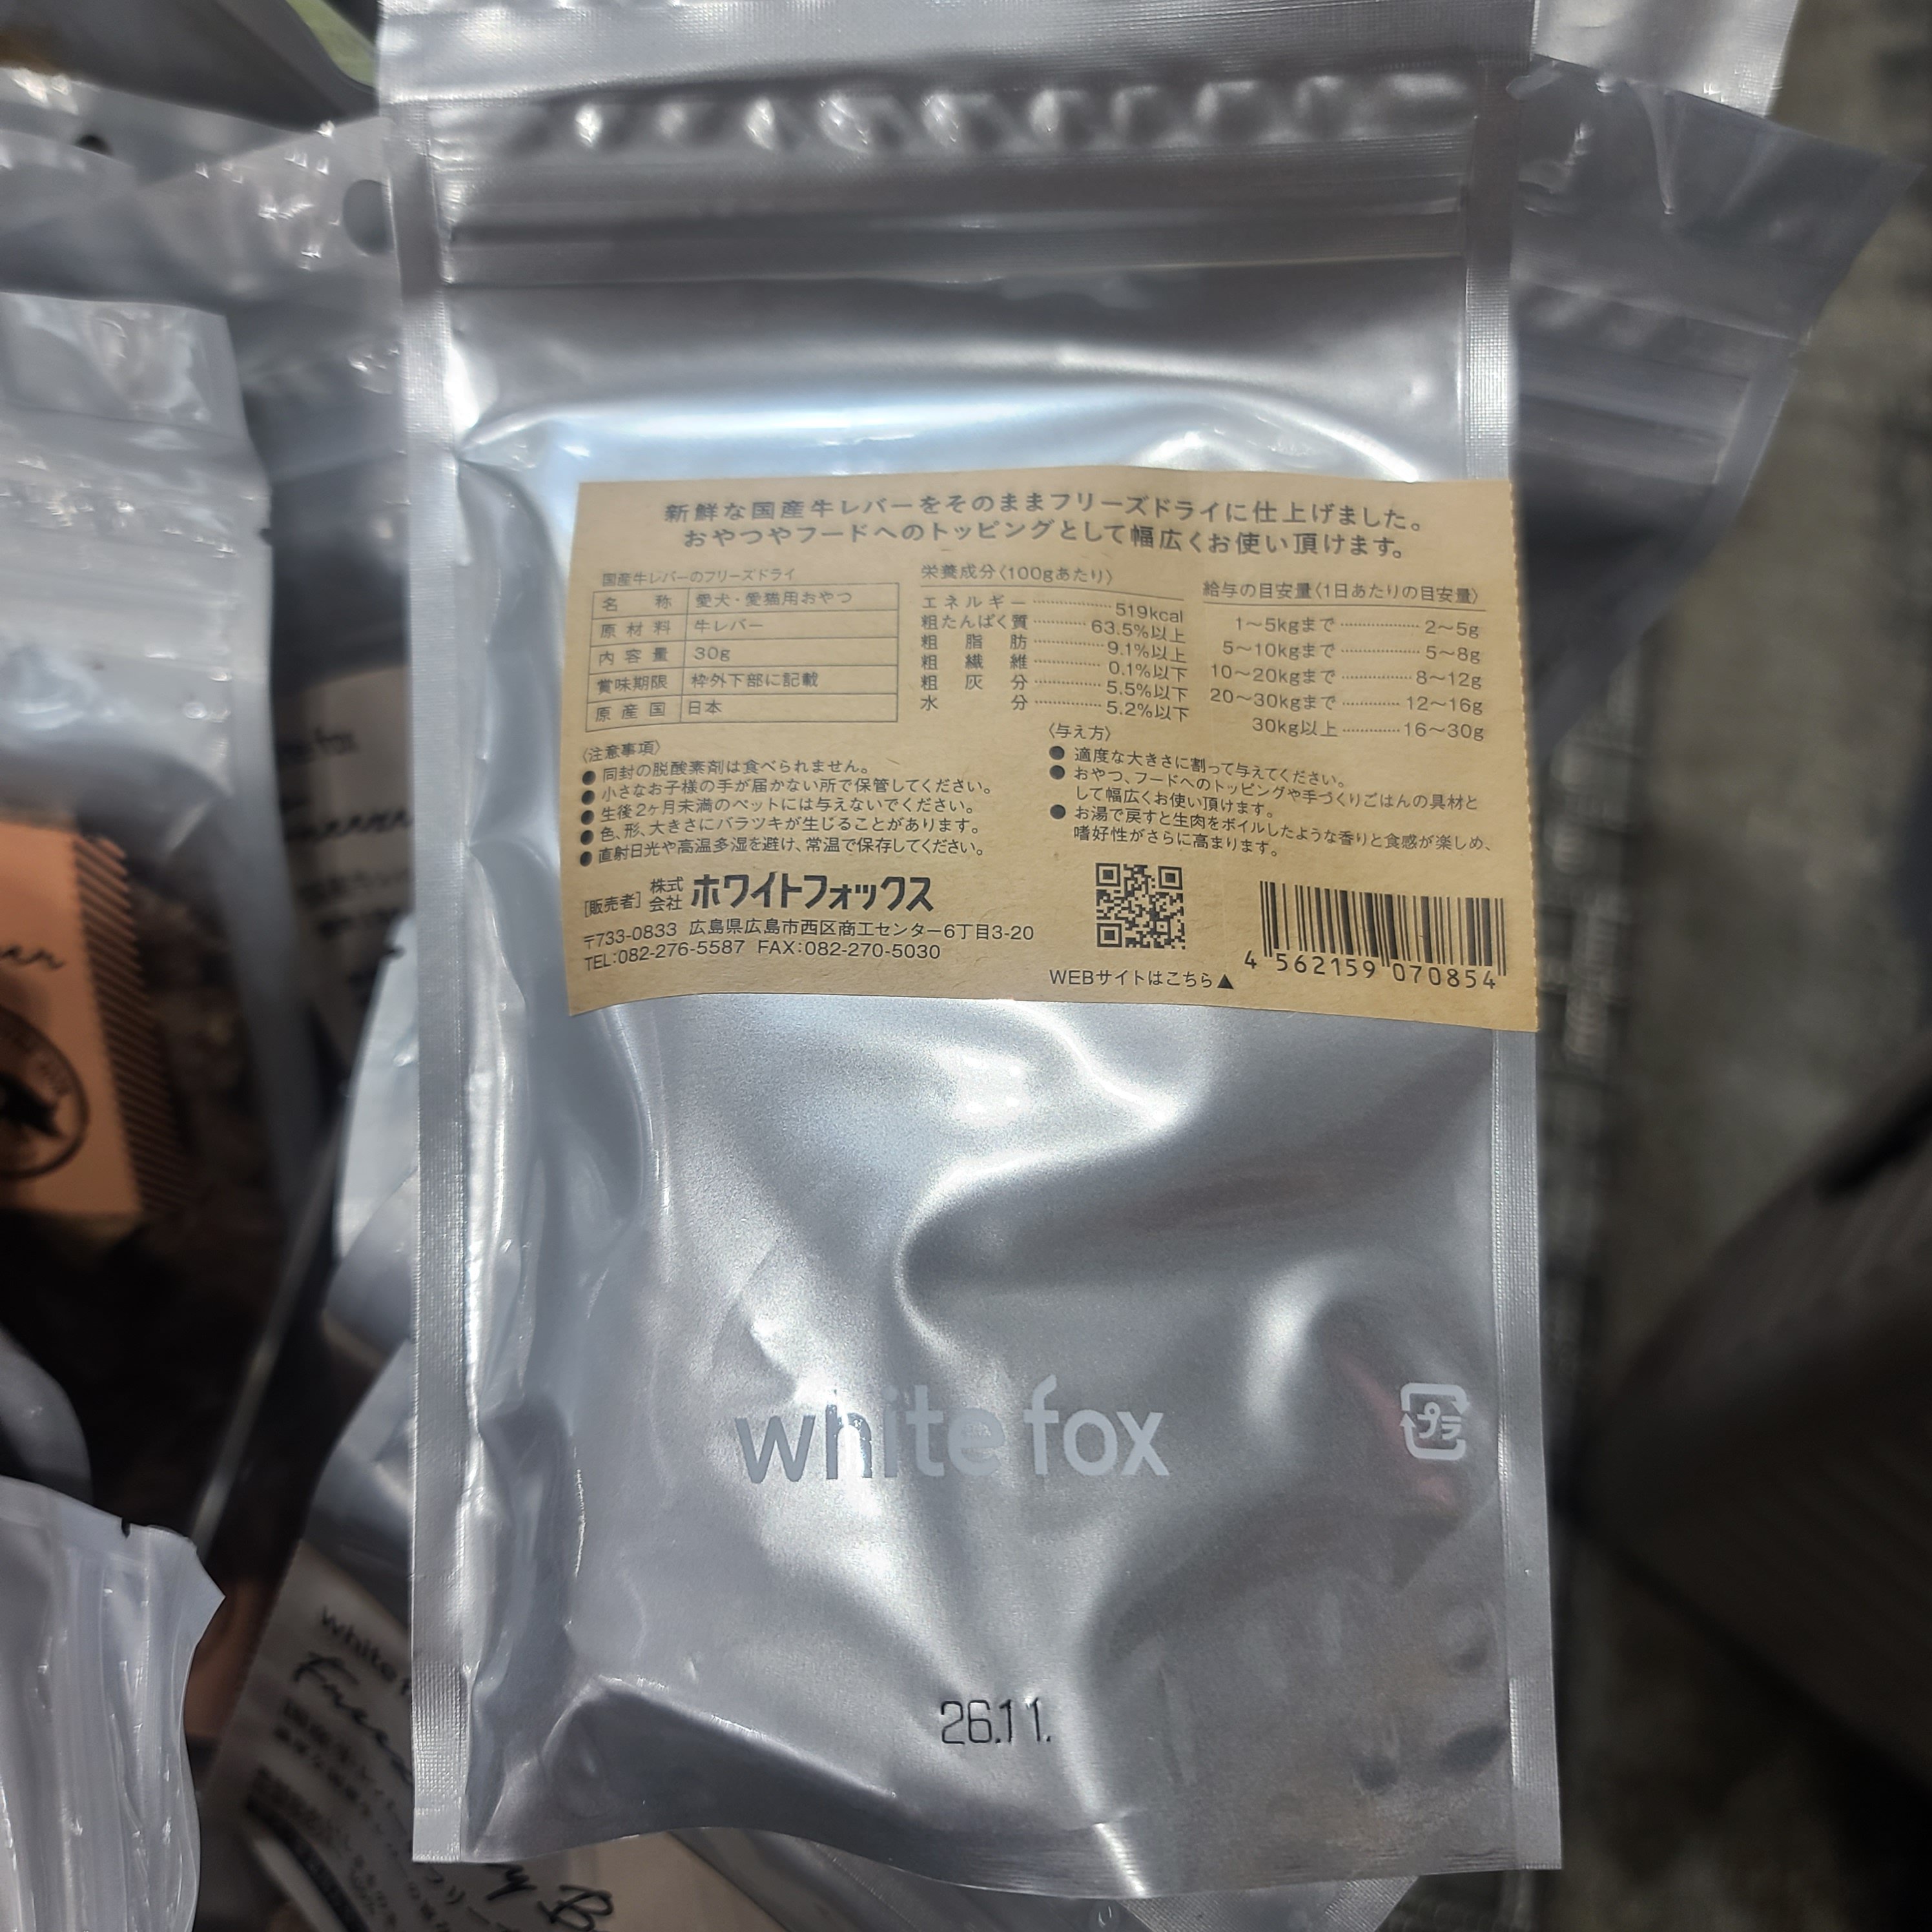 新鮮な国産牛レバーをそのままフリーズドライに仕上げました。
おやつやフードへのトッピングとして幅広くお使い頂けます。
国産牛レバーのフリーズドライ
名称 愛犬・愛猫用おやつ
原材料 牛レバー
内容量 30g
賞味期限 枠外下部に記載
原産国 日本
栄養成分〈100gあたり〉
エネルギー 519kcal
粗たんぱく質 63.5%以上
粗脂肪 9.1%以上
粗繊維 0.1%以下
粗灰分 5.5%以下
水分 5.2%以下
給与の目安量〈1日あたりの目安量〉
1〜5kgまで 2〜5g
5〜10kgまで 5〜8g
10〜20kgまで 8〜12g
20〜30kgまで 12〜16g
30kg以上 16〜30g
〈注意事項〉
● 同封の脱酸素剤は食べられません。
● 小さなお子様の手が届かない所で保管してください。
● 生後2ヶ月未満のペットには与えないでください。
● 色、形、大きさにバラツキが生じることがあります。
● 直射日光や高温多湿を避け、常温で保存してください。
〈与え方〉
● 適度な大きさに割って与えてください。
● おやつ、フードへのトッピングや手づくりごはんの具材と
して幅広くお使い頂けます。
● お湯で戻すと生肉をボイルしたような香りと食感が楽しめ、
嗜好性がさらに高まります。
[販売者] 株式会社 ホワイトフォックス
〒733-0833 広島県広島市西区商工センター6丁目3-20
TEL:082-276-5587 FAX:082-270-5030
WEBサイトはこちら▲
4 562159 070854
white fox
プラ
26.11.
white